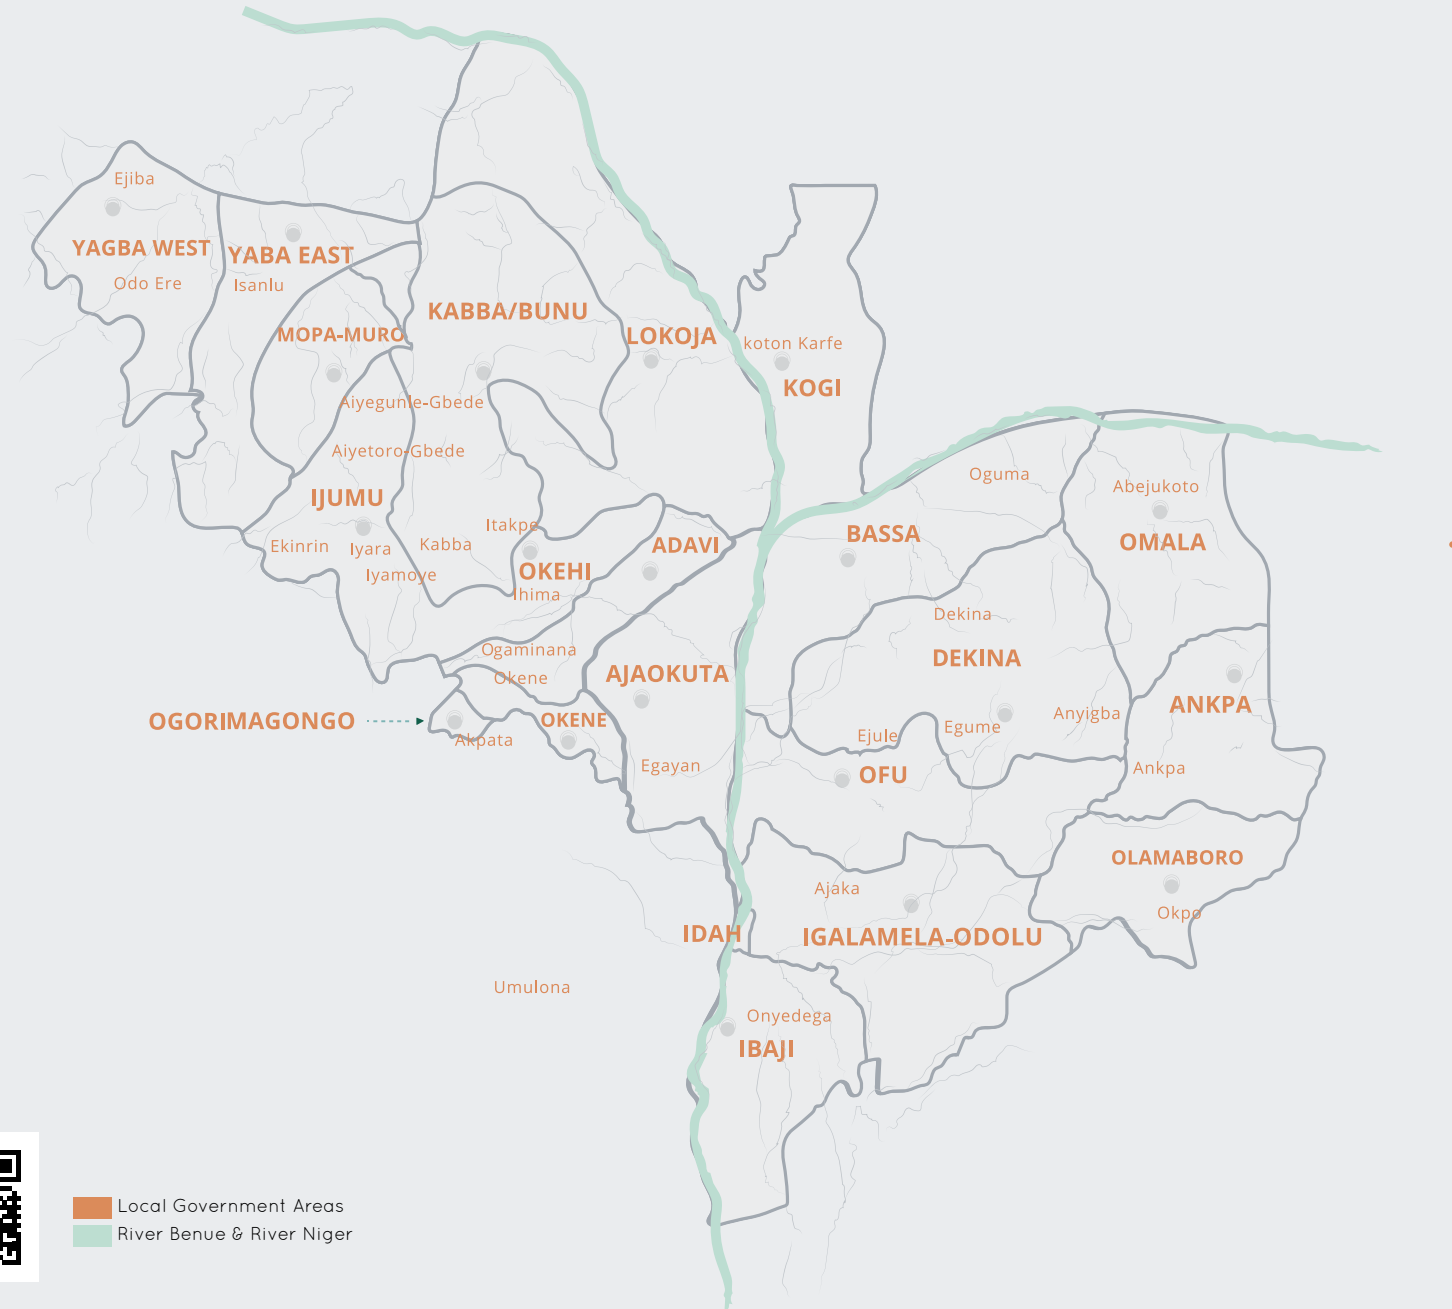 Ejiba
YAGBA WEST
YABA EAST
Odo Ere
Isanlu
KABBA/BUNU
MOPA-MURO
LOKOJA
koton Karfe
KOGI
Aiyegunle-Gbede
Aiyetoro-Gbede
Oguma
Abejukoto
IJUMU
Itakpe
BASSA
OMALA
Ekinrin
Iyara
Kabba
ADAVI
Iyamoye
OKEHI
Ihima
Dekina
Ogaminana
DEKINA
Okene
AJAOKUTA
ANKPA
OGORIMAGONGO
OKENE
Anyigba
Akpata
Ejule
Egume
Egayan
OFU
Ankpa
OLAMABORO
Ajaka
Okpo
IDAH
IGALAMELA-ODOLU
Umulona
Onyedega
IBAJI
Local Government Areas
River Benue & River Niger